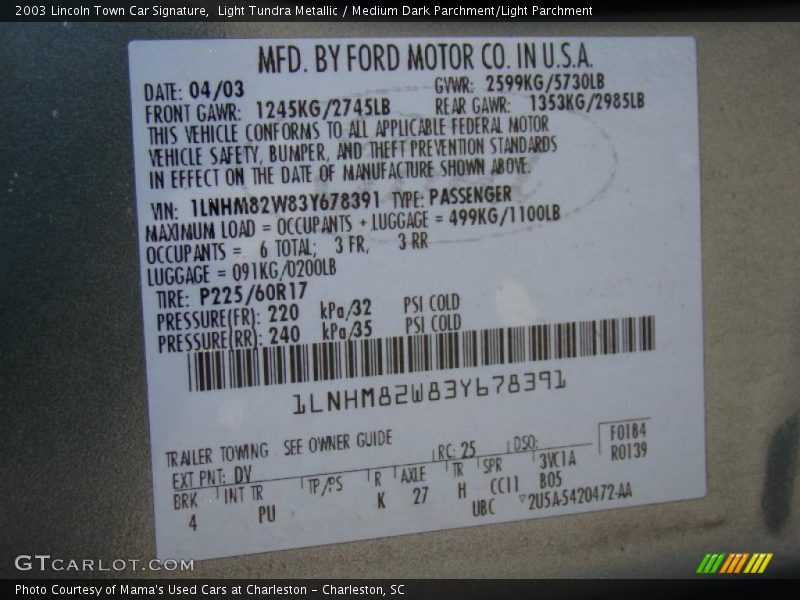 2003 Lincoln Town Car Signature,  Light Tundra Metallic / Medium Dark Parchment/Light Parchment
MFD. BY FORD MOTOR CO. IN U.S.A.
DATE: 04/03 GVWR: 2599KG/5730LB
FRONT GAWR: 1245KG/2745LB REAR GAWR: 1353KG/2985LB
THIS VEHICLE CONFORMS TO ALL APPLICABLE FEDERAL MOTOR
VEHICLE SAFETY, BUMPER, AND THEFT PREVENTION STANDARDS
IN EFFECT ON THE DATE OF MANUFACTURE SHOWN ABOVE.
VIN: 1LNHM82W83Y678391 TYPE: PASSENGER
MAXIMUM LOAD = OCCUPANTS + LUGGAGE = 499KG/1100LB
OCCUPANTS = 6 TOTAL; 3 FR, 3 RR
LUGGAGE = 091KG/0200LB
TIRE: P225/60R17
PRESSURE(FR): 220 kPa/32 PSI COLD
PRESSURE(RR): 240 kPa/35 PSI COLD
1LNHM82W83Y678391
TRAILER TOWING SEE OWNER GUIDE
EXT PNT: DV RC: 25 DSO: F0184
R0139
BRK INT TR TP/PS R AXLE TR SPR 3VC1A
4 PU K 27 H CC11 B05
UBC 2U5A-5420472-AA
GTCARLOT.COM
Photo Courtesy of Mama's Used Cars at Charleston - Charleston, SC